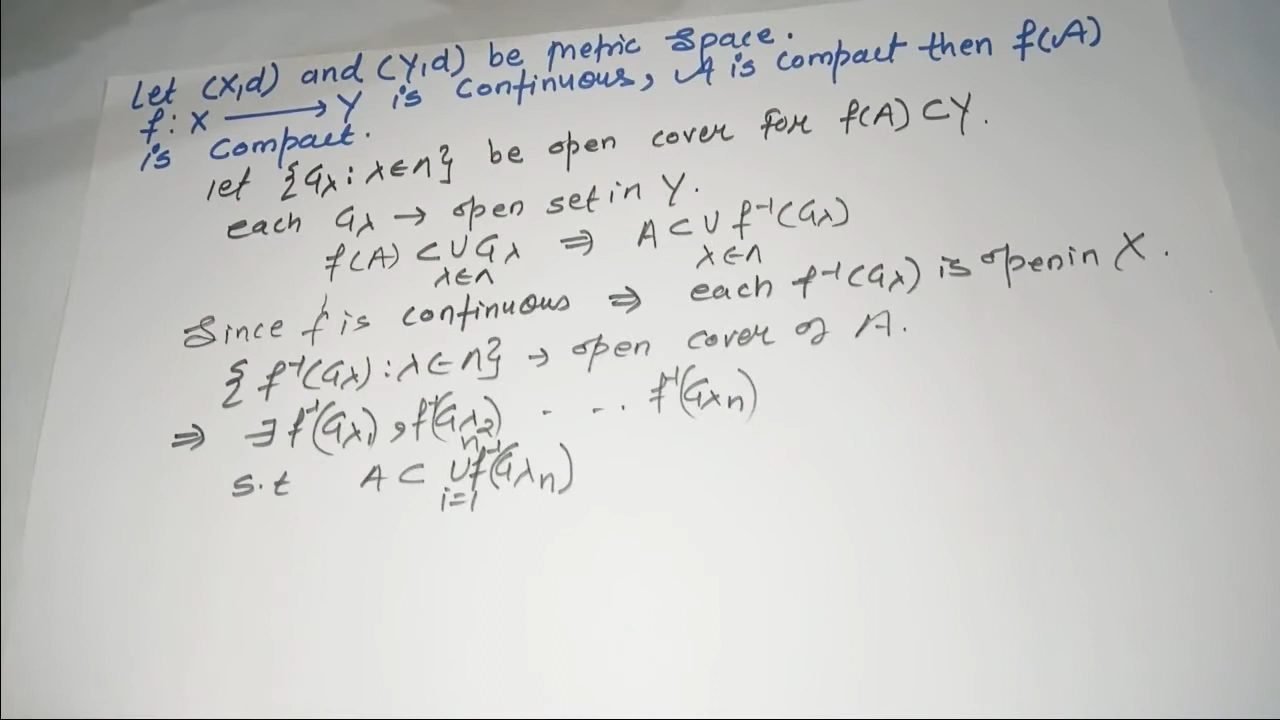 Let (X,d) and (Y,d) be metric space.
f : X → Y is continuous, A is compact then f(A)
is compact.
let {Gλ : λ ∈ Λ} be open cover for f(A) ⊂ Y.
each Gλ → open set in Y.
f(A) ⊂ ∪ Gλ ⇒ A ⊂ ∪ f⁻¹(Gλ)
λ∈Λ λ∈Λ
Since f is continuous ⇒ each f⁻¹(Gλ) is open in X.
{f⁻¹(Gλ) : λ ∈ Λ} → open cover of A.
⇒ ∃ f⁻¹(Gλ₁), f⁻¹(Gλ₂) - - .. f⁻¹(Gλn)
n
s.t A ⊂ ∪ f⁻¹(Gλn)
i=1